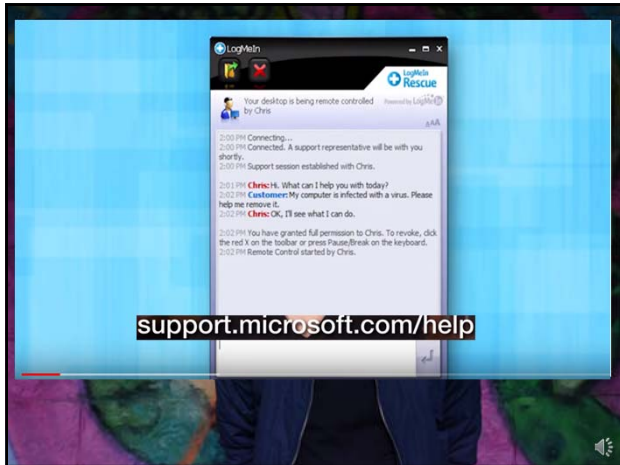 LogMeIn
LogMeIn
Rescue
Your desktop is being remote controlled
by Chris
Powered by LogMeIn
AAA
2:00 PM Connecting...
2:00 PM Connected. A support representative will be with you
shortly.
2:00 PM Support session established with Chris.
2:01 PM Chris: Hi. What can I help you with today?
2:02 PM Customer: My computer is infected with a virus. Please
help me remove it.
2:02 PM Chris: OK, I'll see what I can do.
2:02 PM You have granted full permission to Chris. To revoke, click
the red X on the toolbar or press Pause/Break on the keyboard.
2:02 PM Remote Control started by Chris.
support.microsoft.com/help